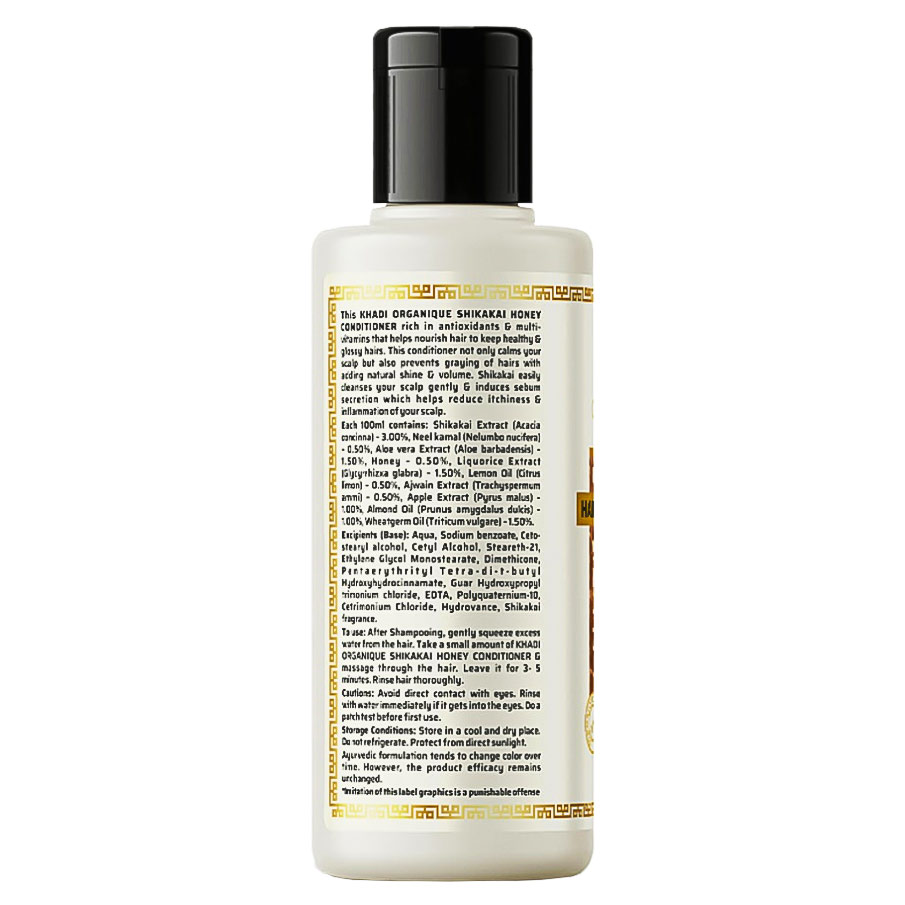 This KHADI ORGANIQUE SHIKAKAI HONEY
CONDITIONER rich in antioxidants & multi-
vitamins that helps nourish hair to keep healthy &
glossy hairs. This conditioner not only calms your
scalp but also prevents graying of hairs with
adding natural shine & volume. Shikakai easily
cleanses your scalp gently & induces sebum
secretion which helps reduce itchiness &
inflammation of your scalp.
Each 100ml contains: Shikakai Extract (Acacia
concinna) - 3.00%, Neel kamal (Nelumbo nucifera)
- 0.50%, Aloe vera Extract (Aloe barbadensis) -
1.50%, Honey - 0.50%, Liquorice Extract
(Glycyrhizxa glabra) - 1.50%, Lemon Oil (Citrus
limon) - 0.50%, Ajwain Extract (Trachyspermum
ammi) - 0.50%, Apple Extract (Pyrus malus) -
1.00%, Almond Oil (Prunus amygdalus dulcis) -
1.00%, Wheatgerm Oil (Triticum vulgare) -1.50%.
Excipients (Base): Aqua, Sodium benzoate, Ceto-
stearyl alcohol, Cetyl Alcohol, Steareth-21,
Ethylene Glycol Monostearate, Dimethicone,
Pentaerythrityl Tetra-di-t-butyl
Hydroxyhydrocinnamate, Guar Hydroxypropyl
trimonium chloride, EDTA, Polyquaternium-10,
Cetrimonium Chloride, Hydrovance, Shikakai
fragrance.
To use: After Shampooing, gently squeeze excess
water from the hair. Take a small amount of KHADI
ORGANIQUE SHIKAKAI HONEY CONDITIONER &
massage through the hair. Leave it for 3- 5
minutes. Rinse hair thoroughly.
Cautions: Avoid direct contact with eyes. Rinse
with water immediately if it gets into the eyes. Do a
patch test before first use.
Storage Conditions: Store in a cool and dry place.
Do not refrigerate. Protect from direct sunlight.
Ayurvedic formulation tends to change color over
time. However, the product efficacy remains
unchanged.
*Imitation of this label graphics is a punishable offense